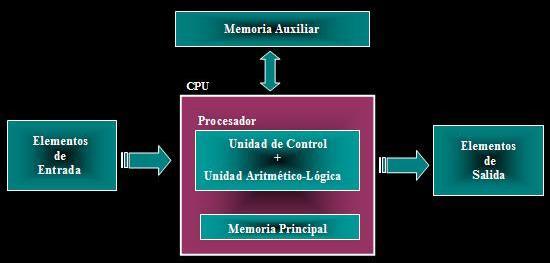 Memoria Auxiliar
CPU
Procesador
Elementos
de
Entrada
Unidad de Control
+
Unidad Aritmético-Lógica
Elementos
de
Salida
Memoria Principal